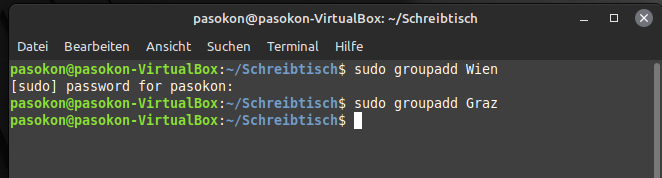 pasokon@pasokon-VirtualBox: ~/Schreibtisch
Datei Bearbeiten Ansicht Suchen Terminal Hilfe
pasokon@pasokon-VirtualBox:~/Schreibtisch$ sudo groupadd Wien
[sudo] password for pasokon:
pasokon@pasokon-VirtualBox:~/Schreibtisch$ sudo groupadd Graz
pasokon@pasokon-VirtualBox:~/Schreibtisch$